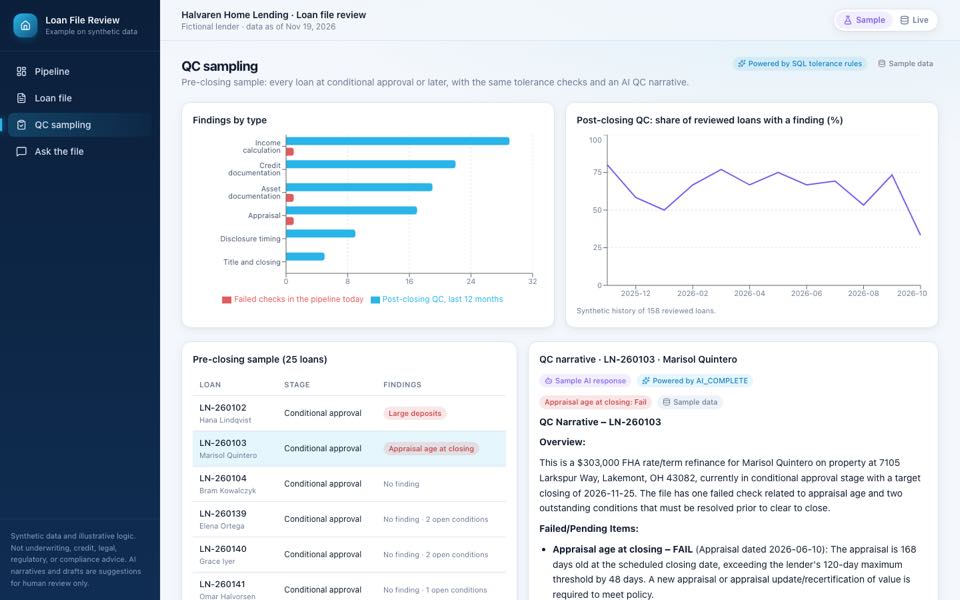 Loan File Review
Example on synthetic data
Pipeline
Loan file
QC sampling
Ask the file
Synthetic data and illustrative logic.
Not underwriting, credit, legal,
regulatory, or compliance advice. AI
narratives and drafts are suggestions
for human review only.
Halvaren Home Lending · Loan file review
Fictional lender · data as of Nov 19, 2026
Sample
Live
QC sampling
Powered by SQL tolerance rules
Sample data
Pre-closing sample: every loan at conditional approval or later, with the same tolerance checks and an AI QC narrative.
Findings by type
Income
calculation
Credit
documentation
Asset
documentation
Appraisal
Disclosure timing
Title and closing
0 8 16 24 32
Failed checks in the pipeline today
Post-closing QC, last 12 months
Post-closing QC: share of reviewed loans with a finding (%)
100
75
50
25
0
2025-12 2026-02 2026-04 2026-06 2026-08 2026-10
Synthetic history of 158 reviewed loans.
Pre-closing sample (25 loans)
LOAN STAGE FINDINGS
LN-260102
Hana Lindqvist
Conditional approval
Large deposits
LN-260103
Marisol Quintero
Conditional approval
Appraisal age at closing
LN-260104
Bram Kowalczyk
Conditional approval
No finding
LN-260139
Elena Ortega
Conditional approval
No finding · 2 open conditions
LN-260140
Grace Iyer
Conditional approval
No finding · 2 open conditions
LN-260141
Omar Halvorsen
Conditional approval
No finding · 1 open conditions
QC narrative · LN-260103 · Marisol Quintero
Sample AI response
Powered by AI_COMPLETE
Appraisal age at closing: Fail
Sample data
QC Narrative – LN-260103
Overview:
This is a $303,000 FHA rate/term refinance for Marisol Quintero on property at 7105
Larkspur Way, Lakemont, OH 43082, currently in conditional approval stage with a target
closing of 2026-11-25. The file has one failed check related to appraisal age and two
outstanding conditions that must be resolved prior to clear to close.
Failed/Pending Items:
• Appraisal age at closing – FAIL (Appraisal dated 2026-06-10): The appraisal is 168
days old at the scheduled closing date, exceeding the lender's 120-day maximum
threshold by 48 days. A new appraisal or appraisal update/recertification of value is
required to meet policy.